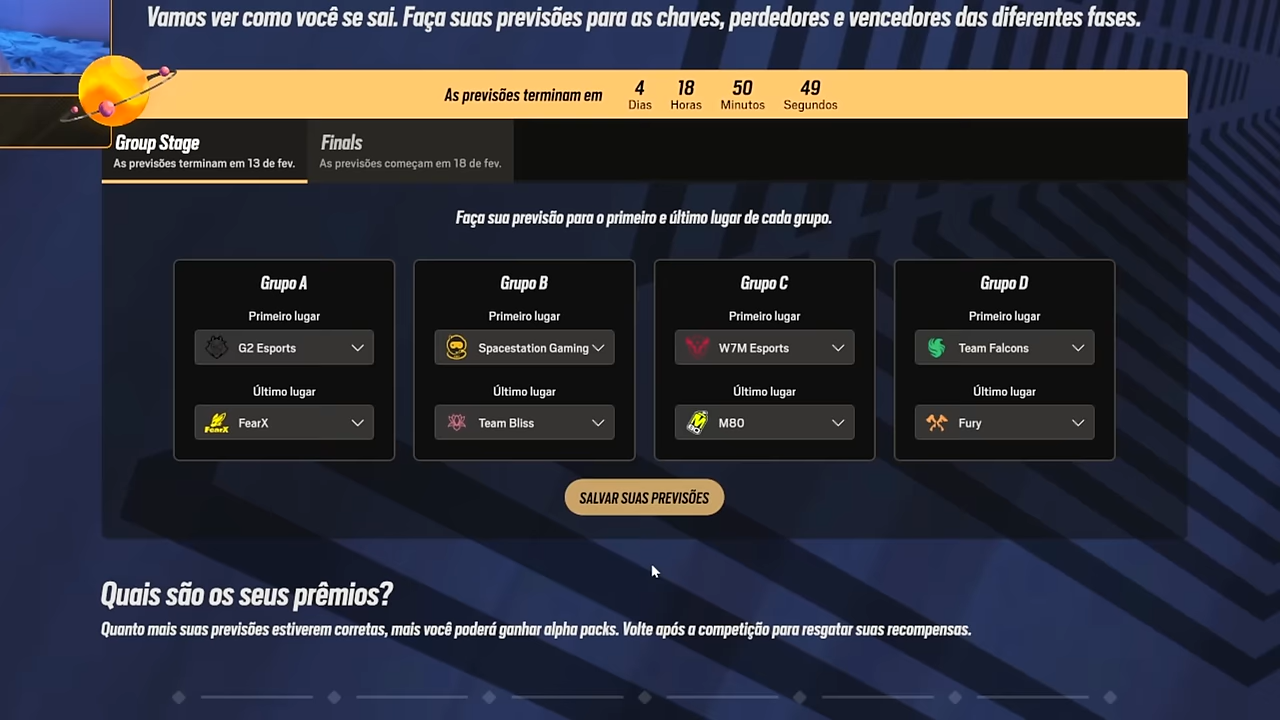 Vamos ver como você se sai. Faça suas previsões para as chaves, perdedores e vencedores das diferentes fases.
As previsões terminam em
4 18 50 49
Dias Horas Minutos Segundos
Group Stage
As previsões terminam em 13 de fev.
Finals
As previsões começam em 18 de fev.
Faça sua previsão para o primeiro e último lugar de cada grupo.
Grupo A
Primeiro lugar
G2 Esports
Último lugar
FearX
FearX
Grupo B
Primeiro lugar
Spacestation Gaming
Último lugar
Team Bliss
Grupo C
Primeiro lugar
W7M Esports
Último lugar
M80
Grupo D
Primeiro lugar
Team Falcons
Último lugar
Fury
SALVAR SUAS PREVISÕES
Quais são os seus prêmios?
Quanto mais suas previsões estiverem corretas, mais você poderá ganhar alpha packs. Volte após a competição para resgatar suas recompensas.